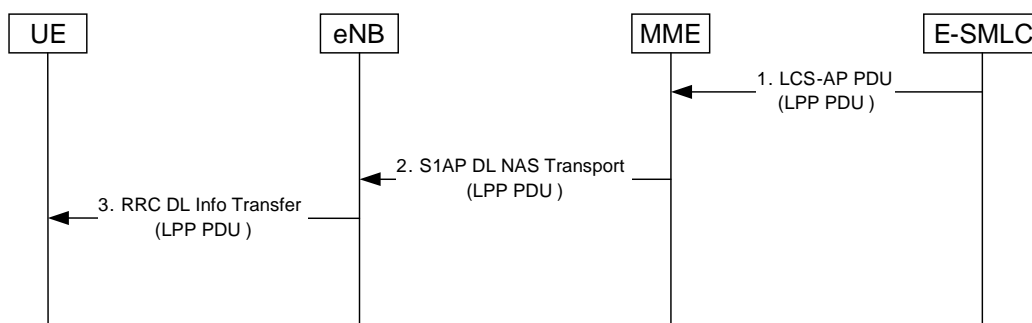 UE
eNB
MME
E-SMLC
1. LCS-AP PDU
(LPP PDU )
2. S1AP DL NAS Transport
(LPP PDU )
3. RRC DL Info Transfer
(LPP PDU )